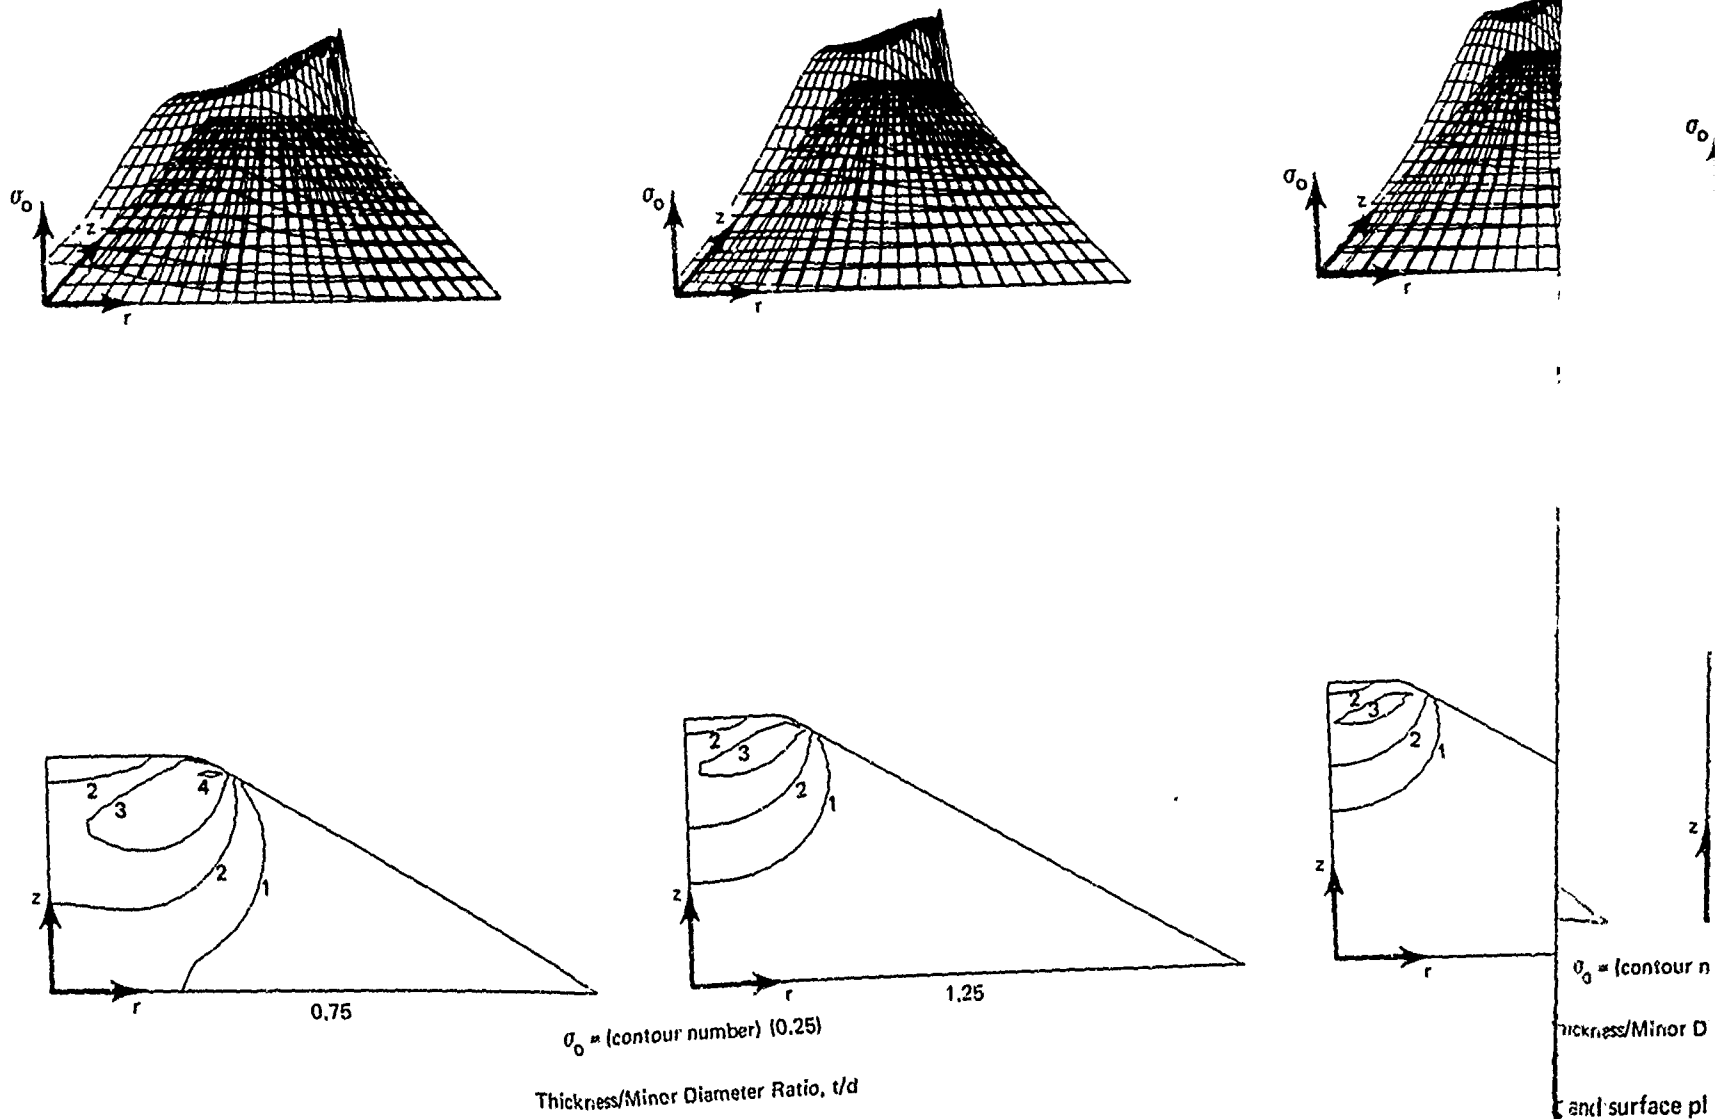 σo
z
r
σo
z
r
σo
z
r
σo
2
3
4
2
1
z
r
0.75
2
3
2
1
z
r
1.25
2
3
2
1
z
r
z
σo = (contour number) (0.25)
Thickness/Minor Diameter Ratio, t/d
σo = (contour n
hickness/Minor D
and surface pl